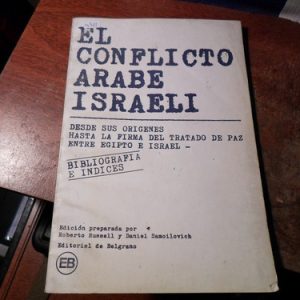 EL
CONFLICTO
ARABE
ISRAELI
DESDE SUS ORIGENES
HASTA LA FIRMA DEL TRATADO DE PAZ
ENTRE EGIPTO E ISRAEL -
BIBLIOGRAFIA
E INDICES
Edición preparada por
Roberto Russell y Daniel Samoilovich
Editorial de Belgrano
EB